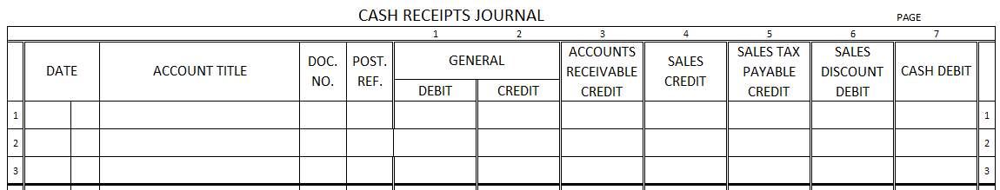 CASH RECEIPTS JOURNAL
PAGE
1 2 3 4 5 6 7
DATE
ACCOUNT TITLE
DOC.
NO.
POST.
REF.
GENERAL
DEBIT
CREDIT
ACCOUNTS
RECEIVABLE
CREDIT
SALES
CREDIT
SALES TAX
PAYABLE
CREDIT
SALES
DISCOUNT
DEBIT
CASH DEBIT
1 1
2 2
3 3